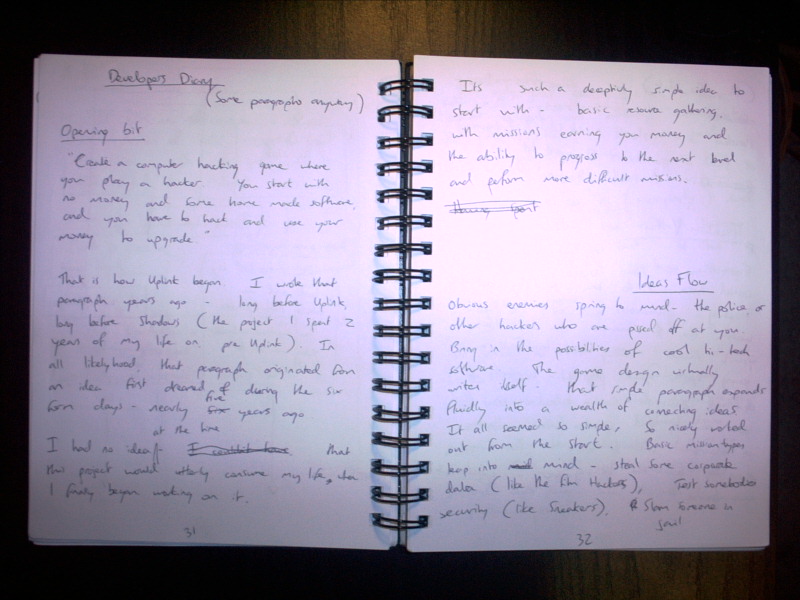 Developers Diary
(Some paragraphs anyway)
Opening bit
"Create a computer hacking game where
you play a hacker. You start with
no money and some home made software,
and you have to hack and use your
money to upgrade"
That is how Uplink began. I wrote that
paragraph years ago - long before Uplink,
long before Shadows (the project I spent 2
years of my life on, pre Uplink). In
all likelyhood, that paragraph originated from
an idea first dreamed of during the six
form days - nearly five years ago
at the time
I had no idea that
this project would utterly consume my life, when
I finally began working on it.
31
Its such a deceptively simple idea to
start with - basic resource gathering,
with missions earning you money and
the ability to progress to the next level
and perform more difficult missions.
Ideas Flow
Obvious enemies spring to mind - the police, or
other hackers who are pissed off at you.
Bring in the possibilities of cool hi-tech
software. The game design virtually
writes itself. That simple paragraph expands
fluidly into a wealth of connecting ideas
It all seemed so simple, so nicely worked
out from the start. Basic mission types
leap into mind - steal some corporate
data (like the film Hackers), Test somebodies
security (like Sneakers). Slam someone in
jail
32